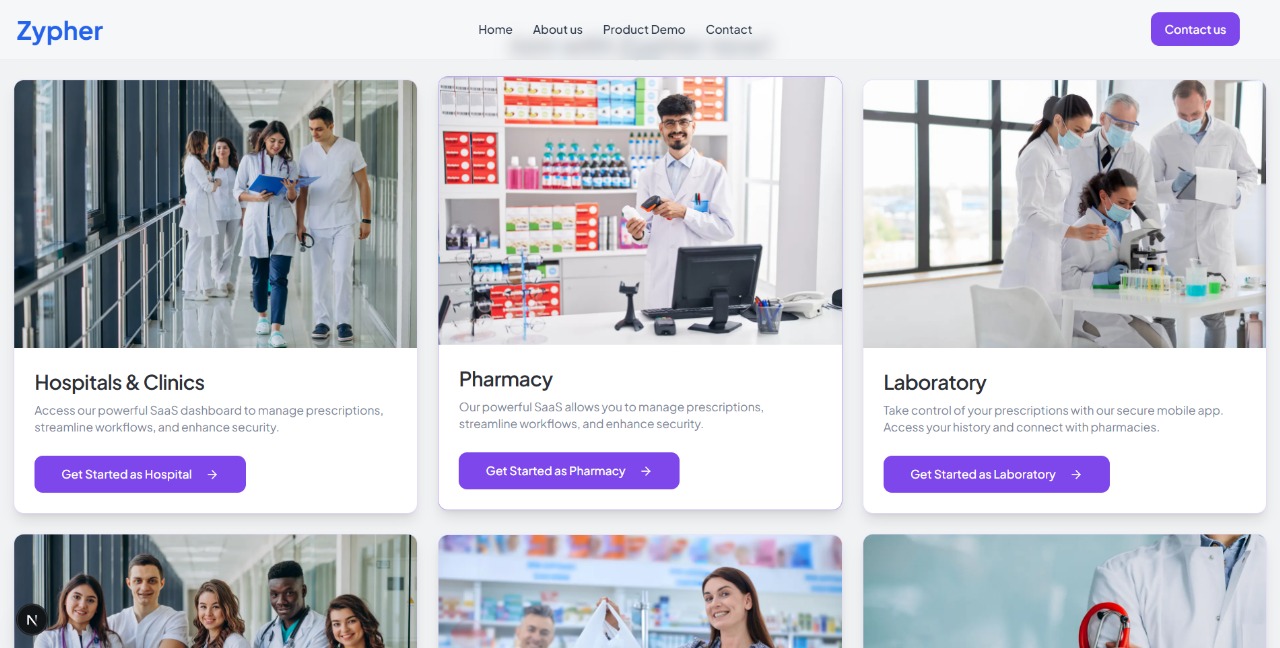 Zypher
Home About us Product Demo Contact
Contact us
Hospitals & Clinics
Access our powerful SaaS dashboard to manage prescriptions,
streamline workflows, and enhance security.
Get Started as Hospital →
Pharmacy
Our powerful SaaS allows you to manage prescriptions,
streamline workflows, and enhance security.
Get Started as Pharmacy →
Laboratory
Take control of your prescriptions with our secure mobile app.
Access your history and connect with pharmacies.
Get Started as Laboratory →
N